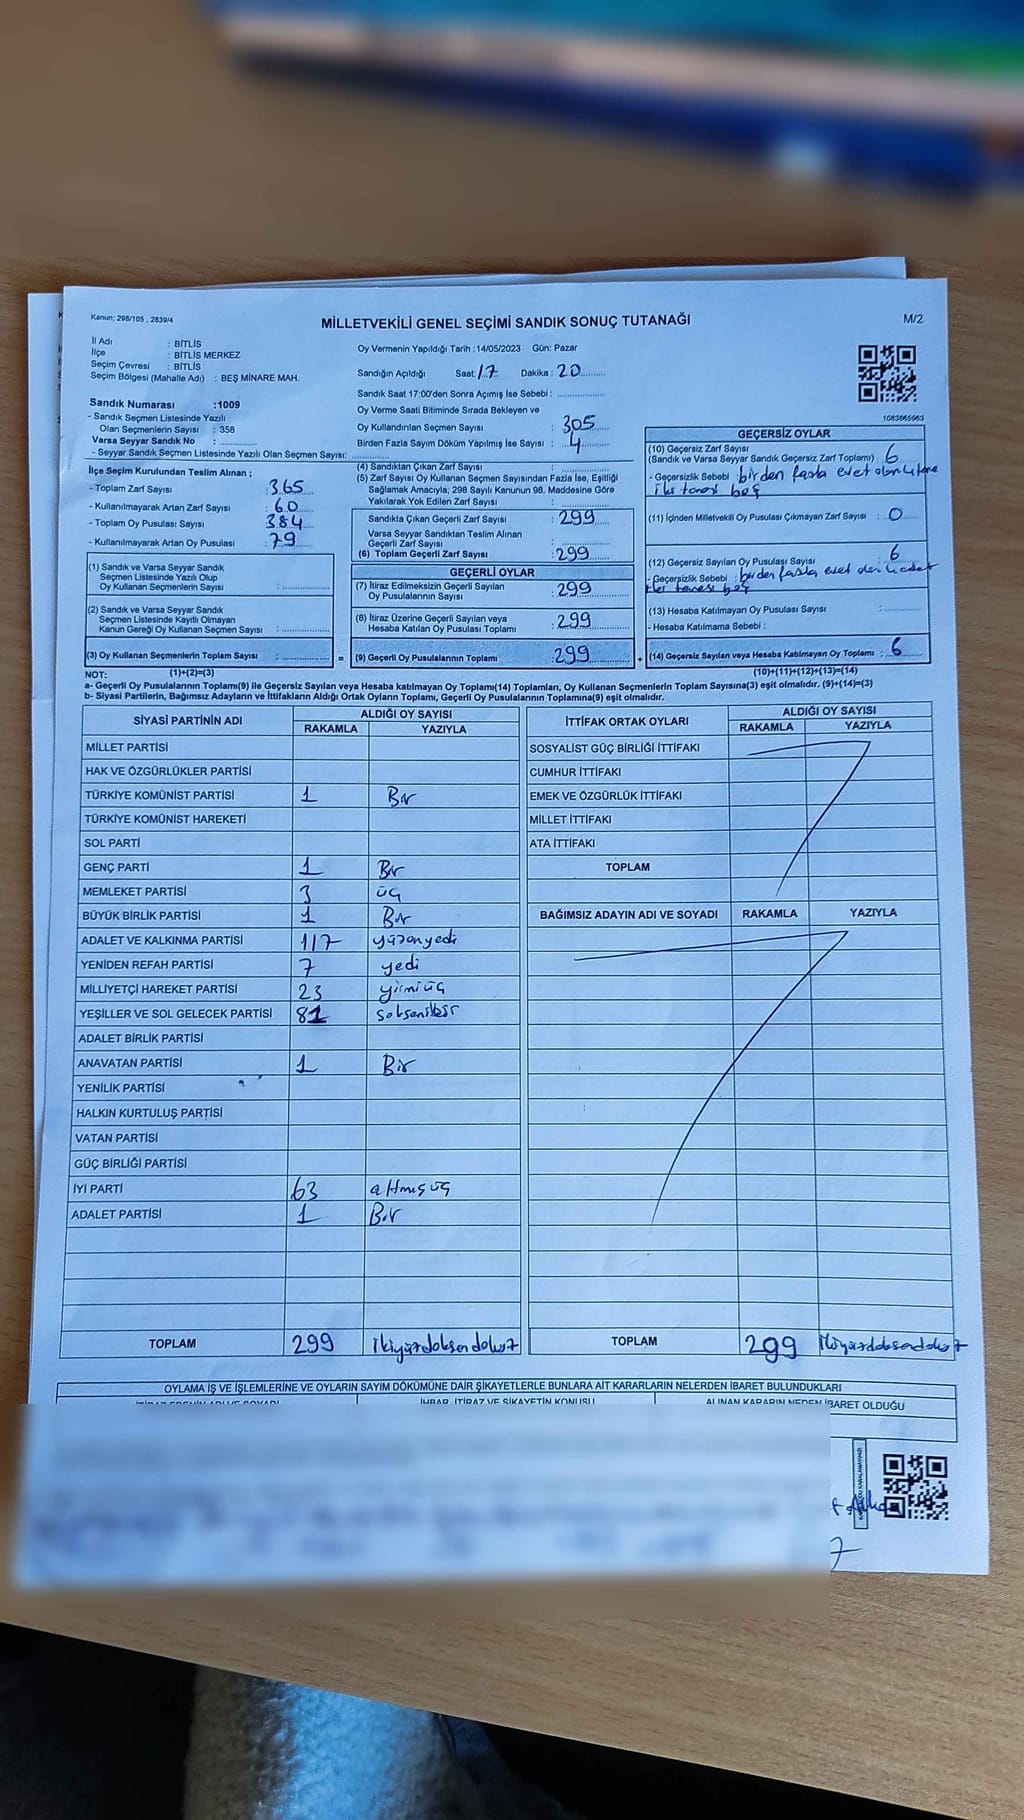 Kanun; 298/105 , 2839/4
MİLLETVEKİLİ GENEL SEÇİMİ SANDIK SONUÇ TUTANAĞI
M/2
İl Adı : BİTLİS
İlçe : BİTLİS MERKEZ
Seçim Çevresi : BİTLİS
Seçim Bölgesi (Mahalle Adı) : BEŞ MİNARE MAH.
Oy Vermenin Yapıldığı Tarih :14/05/2023 Gün: Pazar
Sandığın Açıldığı Saat: 17 Dakika : 20
Sandık Saat 17:00'den Sonra Açımış İse Sebebi :
Oy Verme Saati Bitiminde Sırada Bekleyen ve
Oy Kullandırılan Seçmen Sayısı : 305
Birden Fazla Sayım Döküm Yapılmış İse Sayısı : 4
Sandık Numarası :1009
- Sandık Seçmen Listesinde Yazılı
Olan Seçmenlerin Sayısı : 358
Varsa Seyyar Sandık No :
- Seyyar Sandık Seçmen Listesinde Yazılı Olan Seçmen Sayısı:
İlçe Seçim Kurulundan Teslim Alınan ;
- Toplam Zarf Sayısı : 365
- Kullanılmayarak Artan Zarf Sayısı : 60
- Toplam Oy Pusulası Sayısı : 384
- Kullanılmayarak Artan Oy Pusulası : 79
(1) Sandık ve Varsa Seyyar Sandık
Seçmen Listesinde Yazılı Olup
Oy Kullanan Seçmenlerin Sayısı :
(2) Sandık ve Varsa Seyyar Sandık
Seçmen Listesinde Kayıtlı Olmayan
Kanun Gereği Oy Kullanan Seçmen Sayısı :
(3) Oy Kullanan Seçmenlerin Toplam Sayısı :
(1)+(2)=(3)
(4) Sandıktan Çıkan Zarf Sayısı :
(5) Zarf Sayısı Oy Kullanan Seçmen Sayısından Fazla İse, Eşitliği
Sağlamak Amacıyla; 298 Sayılı Kanunun 98. Maddesine Göre
Yakılarak Yok Edilen Zarf Sayısı :
Sandıkta Çıkan Geçerli Zarf Sayısı : 299
Varsa Seyyar Sandıktan Teslim Alınan
Geçerli Zarf Sayısı :
(6) Toplam Geçerli Zarf Sayısı : 299
GEÇERLİ OYLAR
(7) İtiraz Edilmeksizin Geçerli Sayılan
Oy Pusulalarının Sayısı : 299
(8) İtiraz Üzerine Geçerli Sayılan veya
Hesaba Katılan Oy Pusulası Toplamı : 299
= (9) Geçerli Oy Pusulalarının Toplamı : 299
1083865963
GEÇERSİZ OYLAR
(10) Geçersiz Zarf Sayısı
(Sandık ve Varsa Seyyar Sandık Geçersiz Zarf Toplamı) : 6
- Geçersizlik Sebebi : birden fazla evet olan
iki tanesi boş
(11) İçinden Milletvekili Oy Pusulası Çıkmayan Zarf Sayısı : 0
(12) Geçersiz Sayılan Oy Pusulası Sayısı : 6
- Geçersizlik Sebebi : birden fazla evet
tanesi boş
(13) Hesaba Katılmayan Oy Pusulası Sayısı :
- Hesaba Katılmama Sebebi :
+ (14) Geçersiz Sayılan veya Hesaba Katılmayan Oy Toplamı : 6
(10)+(11)+(12)+(13)=(14)
NOT:
a- Geçerli Oy Pusulalarının Toplamı(9) ile Geçersiz Sayılan veya Hesaba katılmayan Oy Toplamı(14) Toplamları, Oy Kullanan Seçmenlerin Toplam Sayısına(3) eşit olmalıdır. (9)+(14)=(3)
b- Siyasi Partilerin, Bağımsız Adayların ve İttifakların Aldığı Ortak Oyların Toplamı, Geçerli Oy Pusulalarının Toplamına(9) eşit olmalıdır.
SİYASİ PARTİNİN ADI
ALDIĞI OY SAYISI
RAKAMLA YAZIYLA
MİLLET PARTİSİ
HAK VE ÖZGÜRLÜKLER PARTİSİ
TÜRKİYE KOMÜNİST PARTİSİ 1 Bir
TÜRKİYE KOMÜNİST HAREKETİ
SOL PARTİ
GENÇ PARTİ 1 Bir
MEMLEKET PARTİSİ 3 üç
BÜYÜK BİRLİK PARTİSİ 1 Bir
ADALET VE KALKINMA PARTİSİ 117 yüzonyedi
YENİDEN REFAH PARTİSİ 7 yedi
MİLLİYETÇİ HAREKET PARTİSİ 23 yirmiüç
YEŞİLLER VE SOL GELECEK PARTİSİ 81 seksenbir
ADALET BİRLİK PARTİSİ
ANAVATAN PARTİSİ 1 Bir
YENİLİK PARTİSİ
HALKIN KURTULUŞ PARTİSİ
VATAN PARTİSİ
GÜÇ BİRLİĞİ PARTİSİ
İYİ PARTİ 63 altmışüç
ADALET PARTİSİ 1 Bir
TOPLAM 299 ikiyüzdoksandokuz
İTTİFAK ORTAK OYLARI
ALDIĞI OY SAYISI
RAKAMLA YAZIYLA
SOSYALİST GÜÇ BİRLİĞİ İTTİFAKI
CUMHUR İTTİFAKI
EMEK VE ÖZGÜRLÜK İTTİFAKI
MİLLET İTTİFAKI
ATA İTTİFAKI
TOPLAM
BAĞIMSIZ ADAYIN ADI VE SOYADI RAKAMLA YAZIYLA
TOPLAM 299 ikiyüzdoksandokuz
OYLAMA İŞ VE İŞLEMLERİNE VE OYLARIN SAYIM DÖKÜMÜNE DAİR ŞİKAYETLERLE BUNLARA AİT KARARLARIN NELERDEN İBARET BULUNDUKLARI
İTİRAZ EDENİN ADI VE SOYADI İHBAR, İTİRAZ VE ŞİKAYETİN KONUSU ALINAN KARARIN NEDEN İBARET OLDUĞU